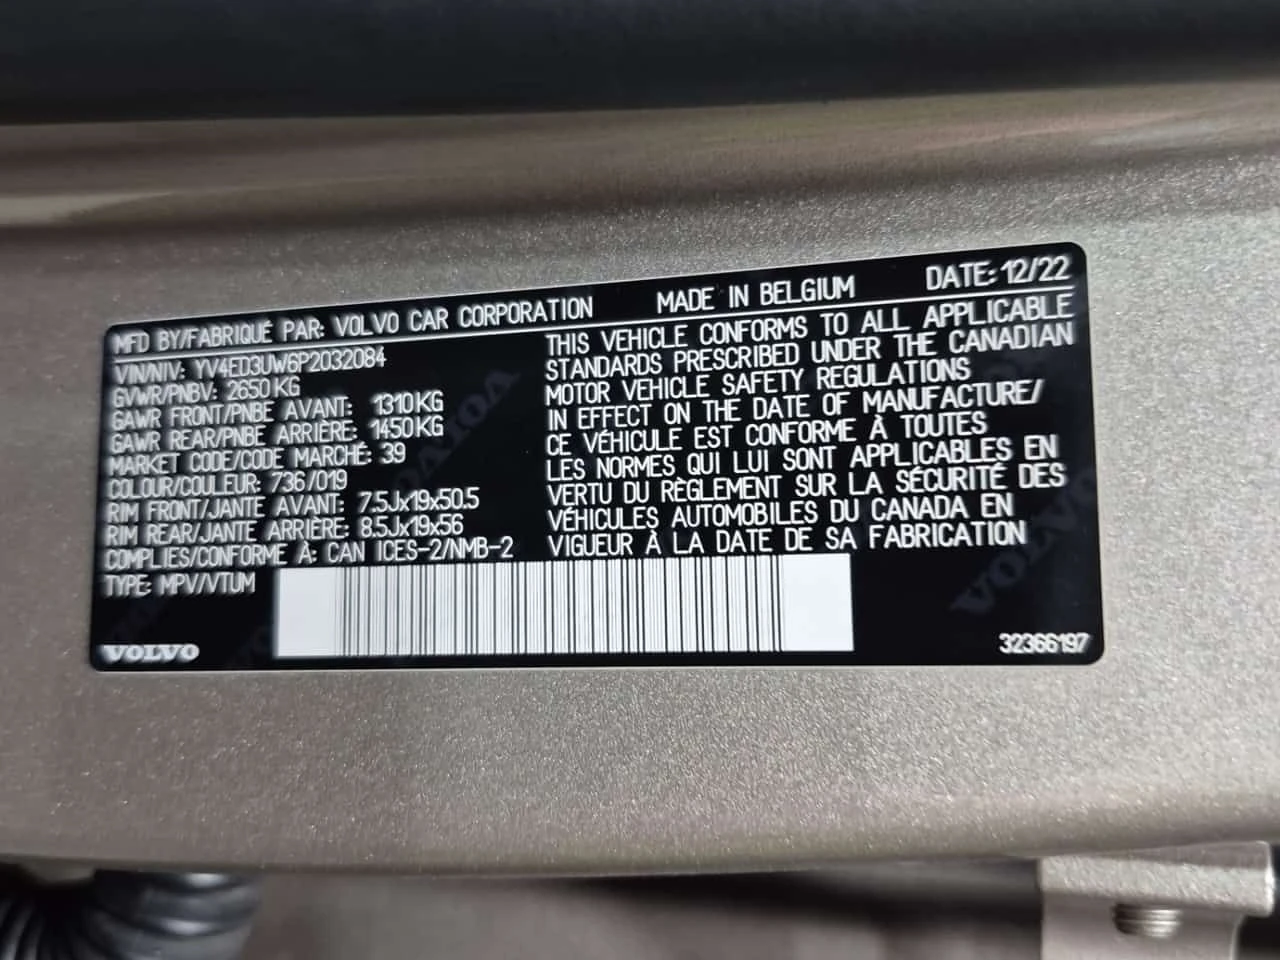 MFD BY/FABRIQUÉ PAR: VOLVO CAR CORPORATION MADE IN BELGIUM DATE: 12/22
VIN/NIV: YV4ED3UW6P2032084
GVWR/PNBV: 2650 KG
GAWR FRONT/PNBE AVANT: 1310 KG
GAWR REAR/PNBE ARRIÈRE: 1450 KG
MARKET CODE/CODE MARCHÉ: 39
COLOUR/COULEUR: 736/019
RIM FRONT/JANTE AVANT: 7.5Jx19x50.5
RIM REAR/JANTE ARRIÈRE: 8.5Jx19x56
COMPLIES/CONFORME À: CAN ICES-2/NMB-2
TYPE: MPV/VTUM
THIS VEHICLE CONFORMS TO ALL APPLICABLE
STANDARDS PRESCRIBED UNDER THE CANADIAN
MOTOR VEHICLE SAFETY REGULATIONS
IN EFFECT ON THE DATE OF MANUFACTURE/
CE VÉHICULE EST CONFORME À TOUTES
LES NORMES QUI LUI SONT APPLICABLES EN
VERTU DU RÈGLEMENT SUR LA SÉCURITÉ DES
VÉHICULES AUTOMOBILES DU CANADA EN
VIGUEUR À LA DATE DE SA FABRICATION
VOLVO
32366197